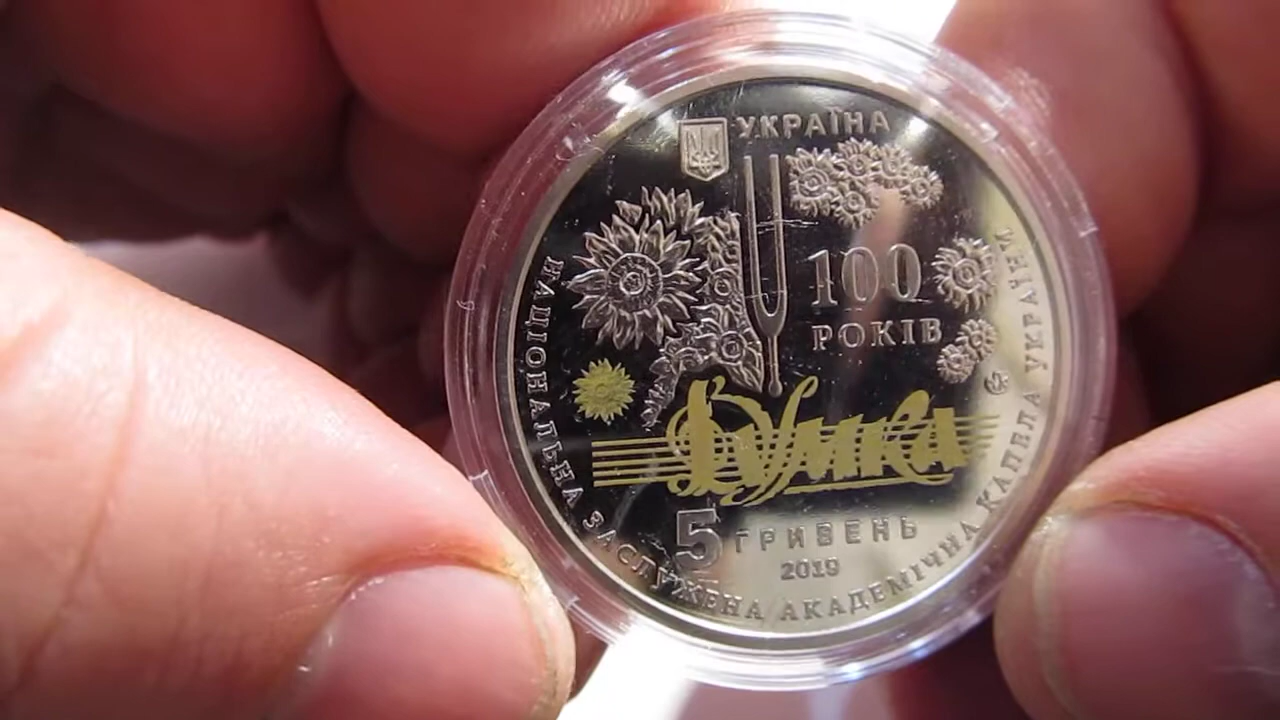 УКРАЇНА
100
РОКІВ
Думка
5 ГРИВЕНЬ
2019
НАЦІОНАЛЬНА ЗАСЛУЖЕНА АКАДЕМІЧНА КАПЕЛА УКРАЇНИ